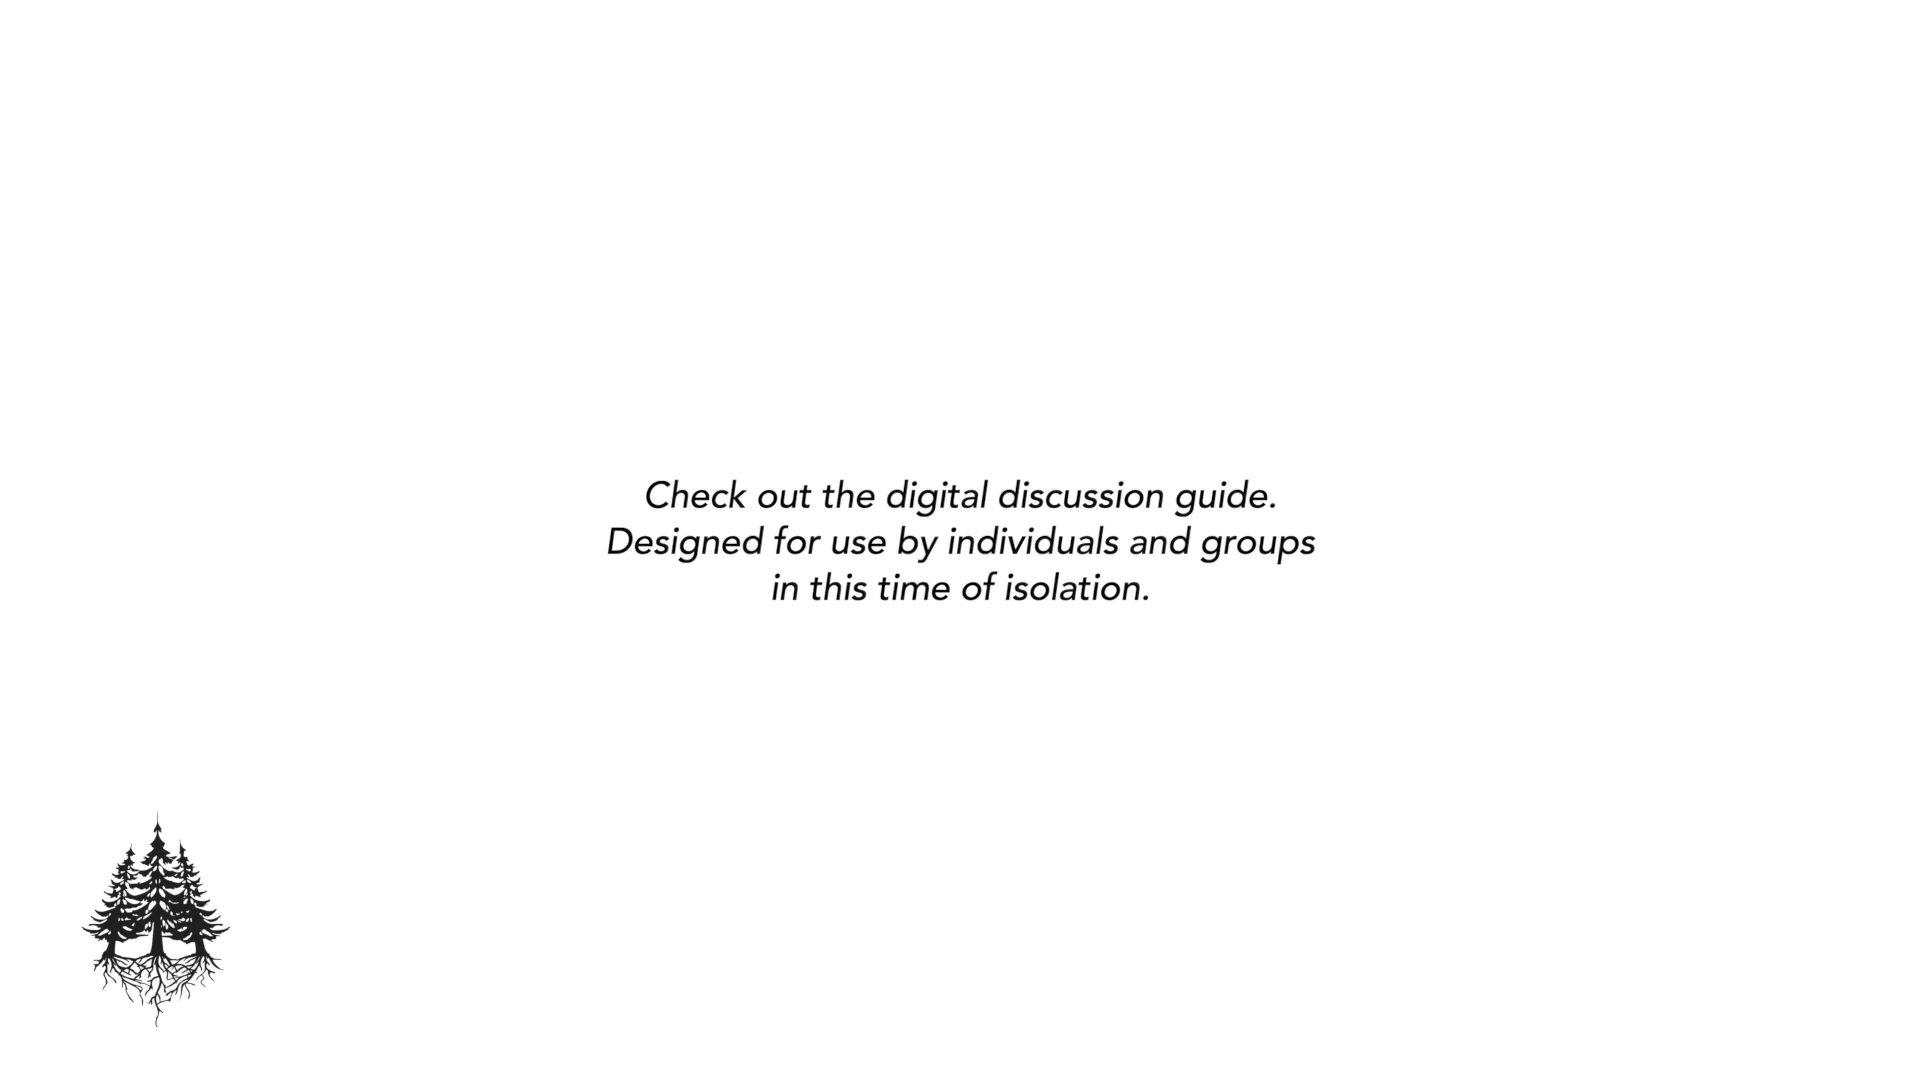 Check out the digital discussion guide.
Designed for use by individuals and groups
in this time of isolation.